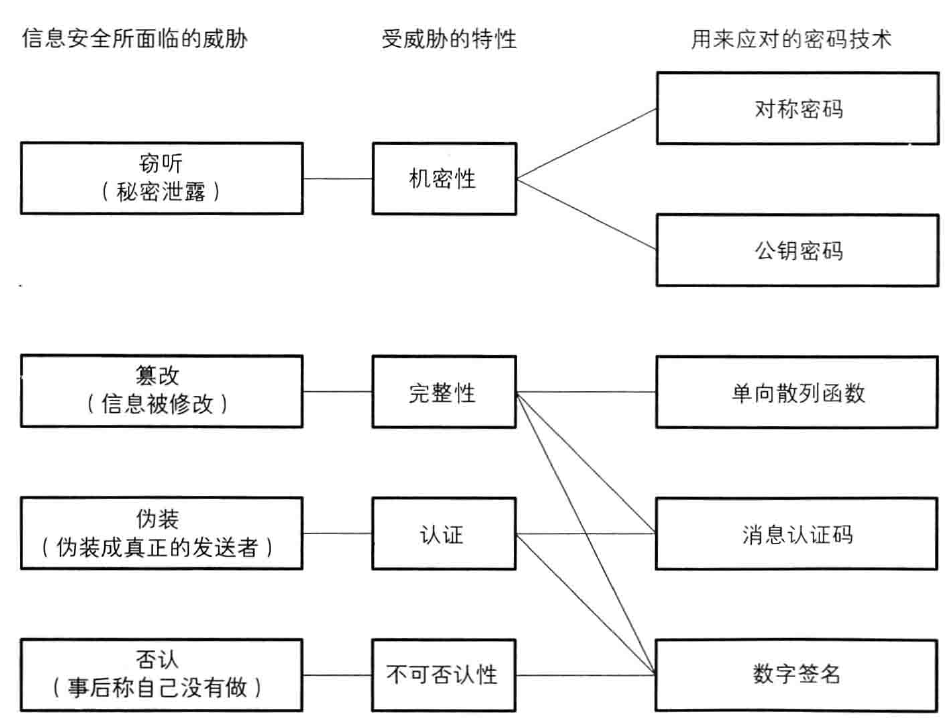 信息安全所面临的威胁
受威胁的特性
用来应对的密码技术
窃听
（秘密泄露）
机密性
对称密码
公钥密码
篡改
（信息被修改）
完整性
单向散列函数
伪装
（伪装成真正的发送者）
认证
消息认证码
否认
（事后称自己没有做）
不可否认性
数字签名